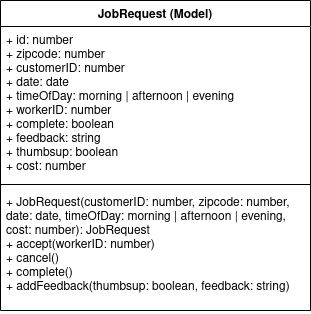 JobRequest (Model)
+ id: number
+ zipcode: number
+ customerID: number
+ date: date
+ timeOfDay: morning | afternoon | evening
+ workerID: number
+ complete: boolean
+ feedback: string
+ thumbsup: boolean
+ cost: number
+ JobRequest(customerID: number, zipcode: number,
date: date, timeOfDay: morning | afternoon | evening,
cost: number): JobRequest
+ accept(workerID: number)
+ cancel()
+ complete()
+ addFeedback(thumbsup: boolean, feedback: string)